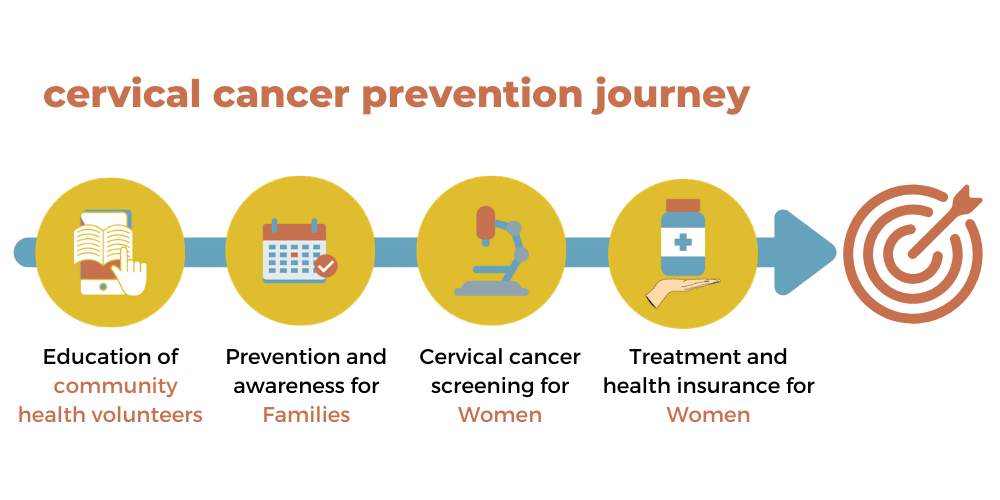 cervical cancer prevention journey
Education of
community
health volunteers
Prevention and
awareness for
Families
Cervical cancer
screening for
Women
Treatment and
health insurance for
Women